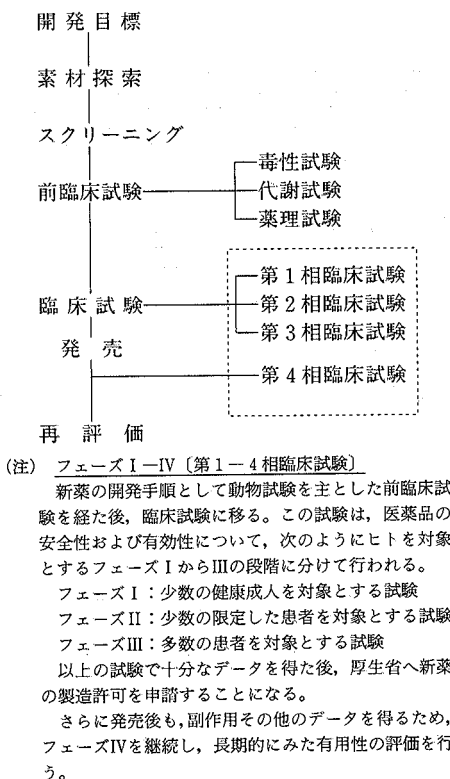 開発目標
素材探索
スクリーニング
毒性試験
前臨床試験
代謝試験
薬理試験
第1相臨床試験
臨床試験
第2相臨床試験
第3相臨床試験
発売
第4相臨床試験
再評価
(注) フェーズⅠ―Ⅳ〔第1―4相臨床試験〕
新薬の開発手順として動物試験を主とした前臨床試
験を経た後，臨床試験に移る。この試験は，医薬品の
安全性および有効性について，次のようにヒトを対象
とするフェーズⅠからⅢの段階に分けて行われる。
フェーズⅠ：少数の健康成人を対象とする試験
フェーズⅡ：少数の限定した患者を対象とする試験
フェーズⅢ：多数の患者を対象とする試験
以上の試験で十分なデータを得た後，厚生省へ新薬
の製造許可を申請することになる。
さらに発売後も，副作用その他のデータを得るため，
フェーズⅣを継続し，長期的にみた有用性の評価を行
う。